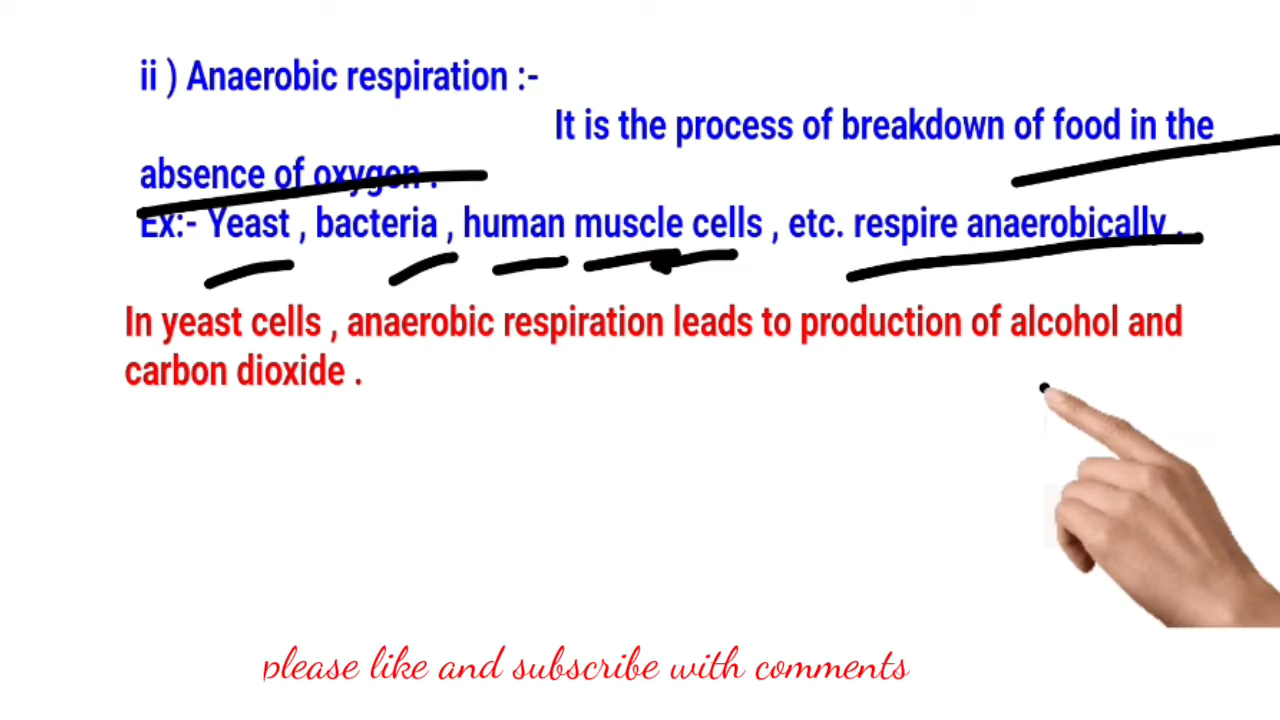 ii ) Anaerobic respiration :-
It is the process of breakdown of food in the
absence of oxygen .
Ex:- Yeast , bacteria , human muscle cells , etc. respire anaerobically .
In yeast cells , anaerobic respiration leads to production of alcohol and
carbon dioxide .
please like and subscribe with comments